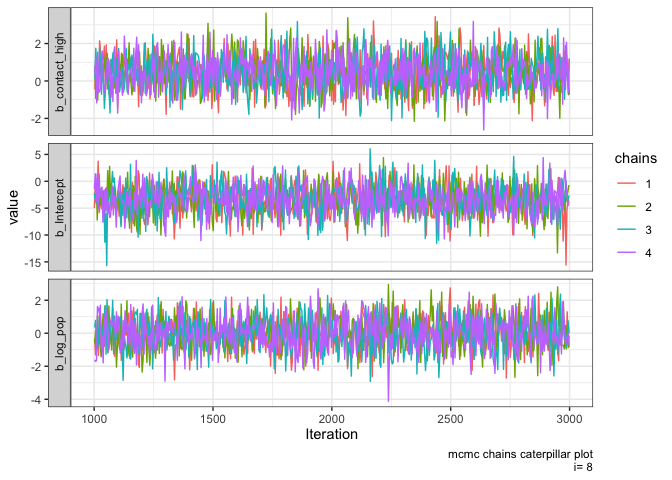 b_contact_high
2
0
-2
b_Intercept
5
0
-5
-10
-15
b_log_pop
2
0
-2
-4
value
1000 1500 2000 2500 3000
Iteration
chains
1
2
3
4
mcmc chains caterpillar plot
i= 8